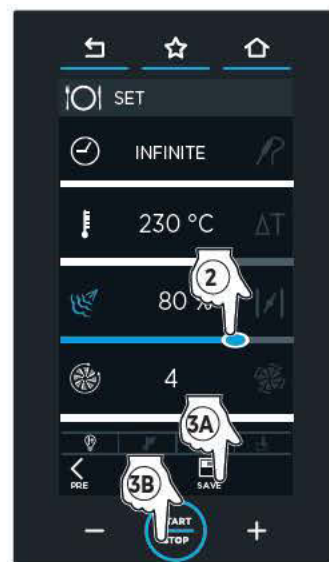 SET
INFINITE
230 °C ΔT
80 %
2
4
3A
PRE SAVE
3B
START
STOP
- +